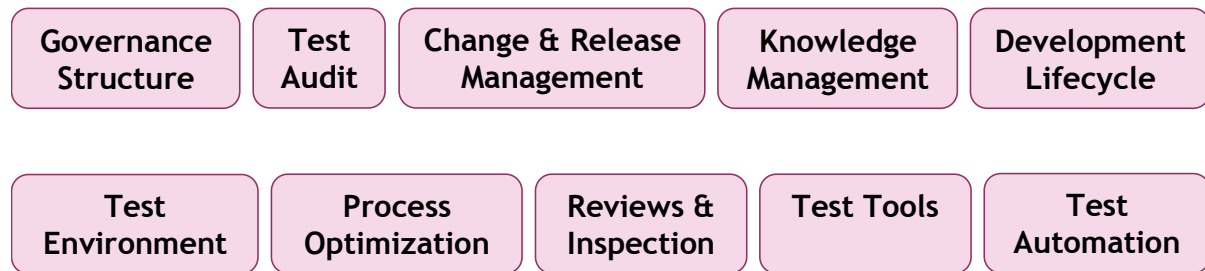 Governance
Structure
Test
Audit
Change & Release
Management
Knowledge
Management
Development
Lifecycle
Test
Environment
Process
Optimization
Reviews &
Inspection
Test Tools
Test
Automation